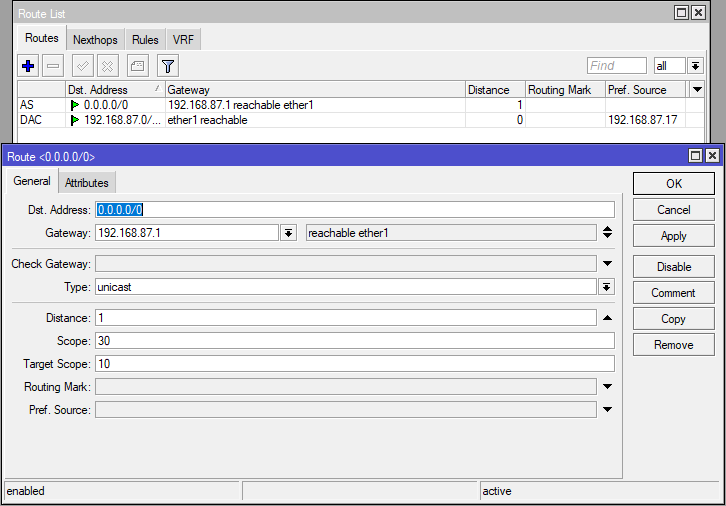 Route List
Routes Nexthops Rules VRF
Find all
Dst. Address Gateway Distance Routing Mark Pref. Source
AS 0.0.0.0/0 192.168.87.1 reachable ether1 1
DAC 192.168.87.0/... ether1 reachable 0 192.168.87.17
Route <0.0.0.0/0>
General Attributes
Dst. Address: 0.0.0.0/0
Gateway: 192.168.87.1 reachable ether1
Check Gateway:
Type: unicast
Distance: 1
Scope: 30
Target Scope: 10
Routing Mark:
Pref. Source:
OK
Cancel
Apply
Disable
Comment
Copy
Remove
enabled active